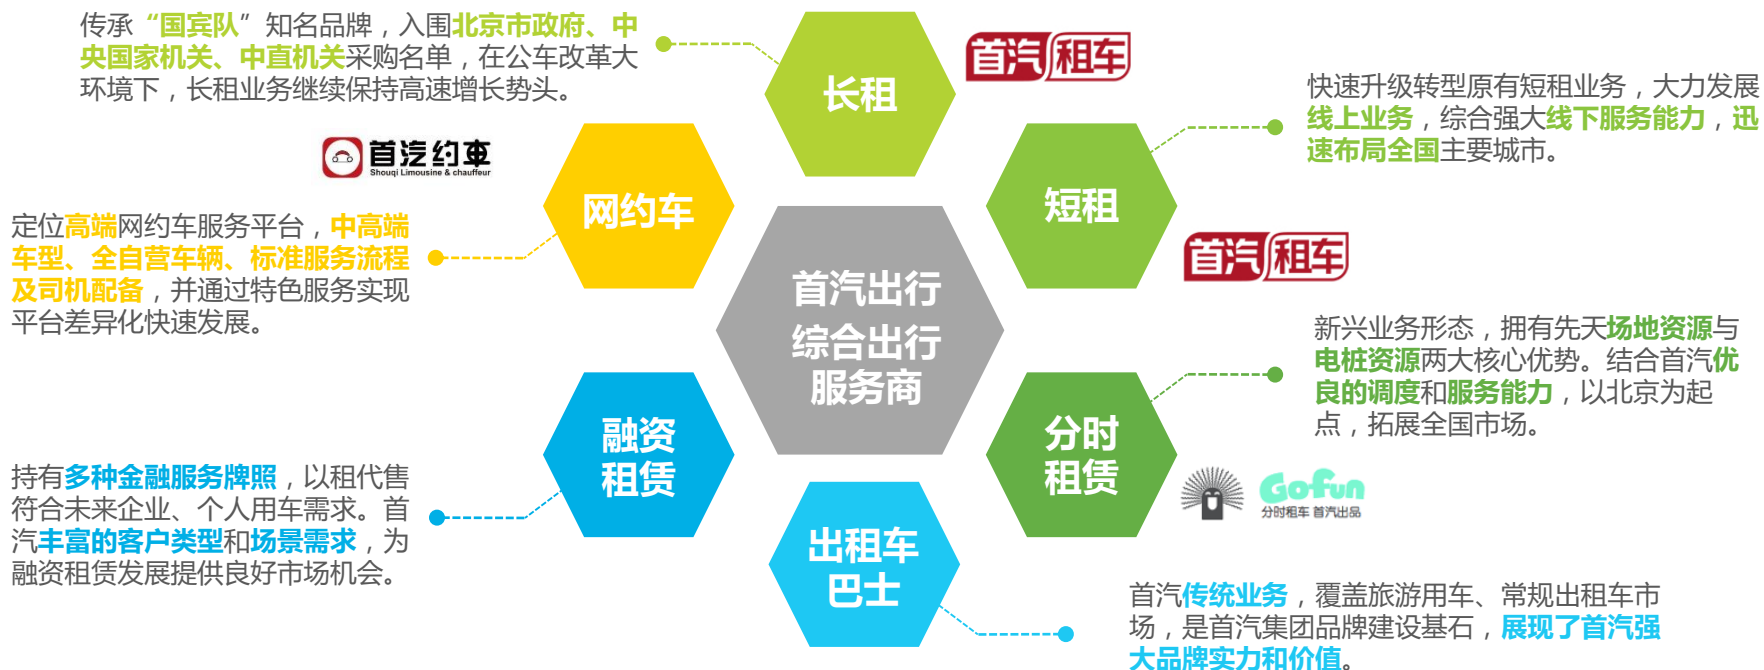 传承“国宾队”知名品牌，入围北京市政府、中
央国家机关、中直机关采购名单，在公车改革大
环境下，长租业务继续保持高速增长势头。
长租
首汽租车
快速升级转型原有短租业务，大力发展
线上业务，综合强大线下服务能力，迅
速布局全国主要城市。
短租
首汽租车
首汽约车
Shouqi Limousine & chauffeur
网约车
定位高端网约车服务平台，中高端
车型、全自营车辆、标准服务流程
及司机配备，并通过特色服务实现
平台差异化快速发展。
首汽出行
综合出行
服务商
新兴业务形态，拥有先天场地资源与
电桩资源两大核心优势。结合首汽优
良的调度和服务能力，以北京为起
点，拓展全国市场。
分时
租赁
GoFun
分时租车 首汽出品
融资
租赁
持有多种金融服务牌照，以租代售
符合未来企业、个人用车需求。首
汽丰富的客户类型和场景需求，为
融资租赁发展提供良好市场机会。
出租车
巴士
首汽传统业务，覆盖旅游用车、常规出租车市
场，是首汽集团品牌建设基石，展现了首汽强
大品牌实力和价值。